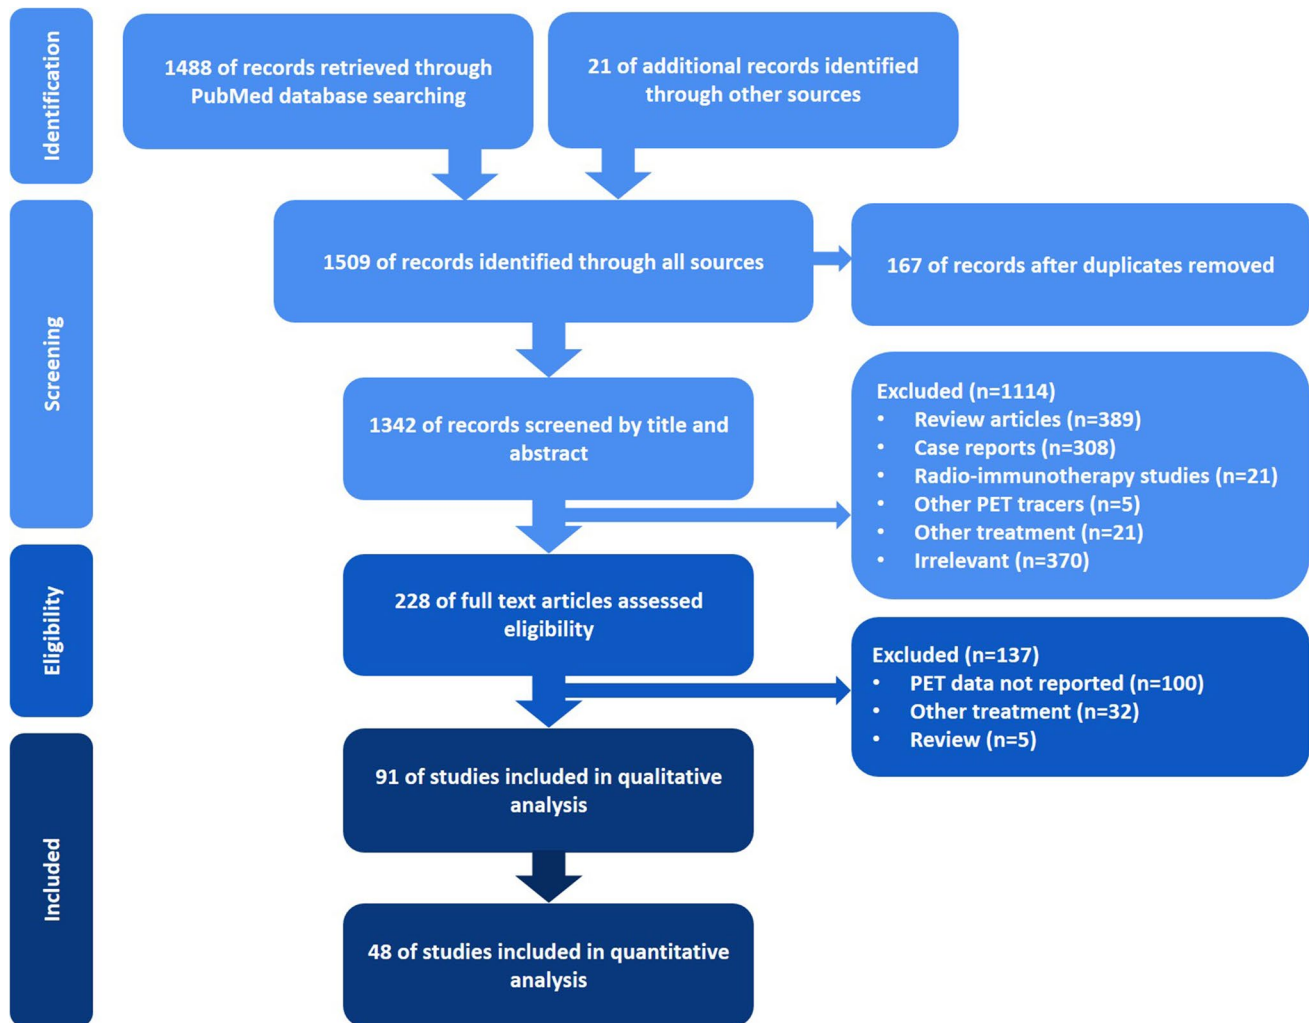 Identification
1488 of records retrieved through
PubMed database searching
21 of additional records identified
through other sources
Screening
1509 of records identified through all sources
167 of records after duplicates removed
1342 of records screened by title and
abstract
Excluded (n=1114)
• Review articles (n=389)
• Case reports (n=308)
• Radio-immunotherapy studies (n=21)
• Other PET tracers (n=5)
• Other treatment (n=21)
• Irrelevant (n=370)
Eligibility
228 of full text articles assessed
eligibility
Excluded (n=137)
• PET data not reported (n=100)
• Other treatment (n=32)
• Review (n=5)
Included
91 of studies included in qualitative
analysis
48 of studies included in quantitative
analysis